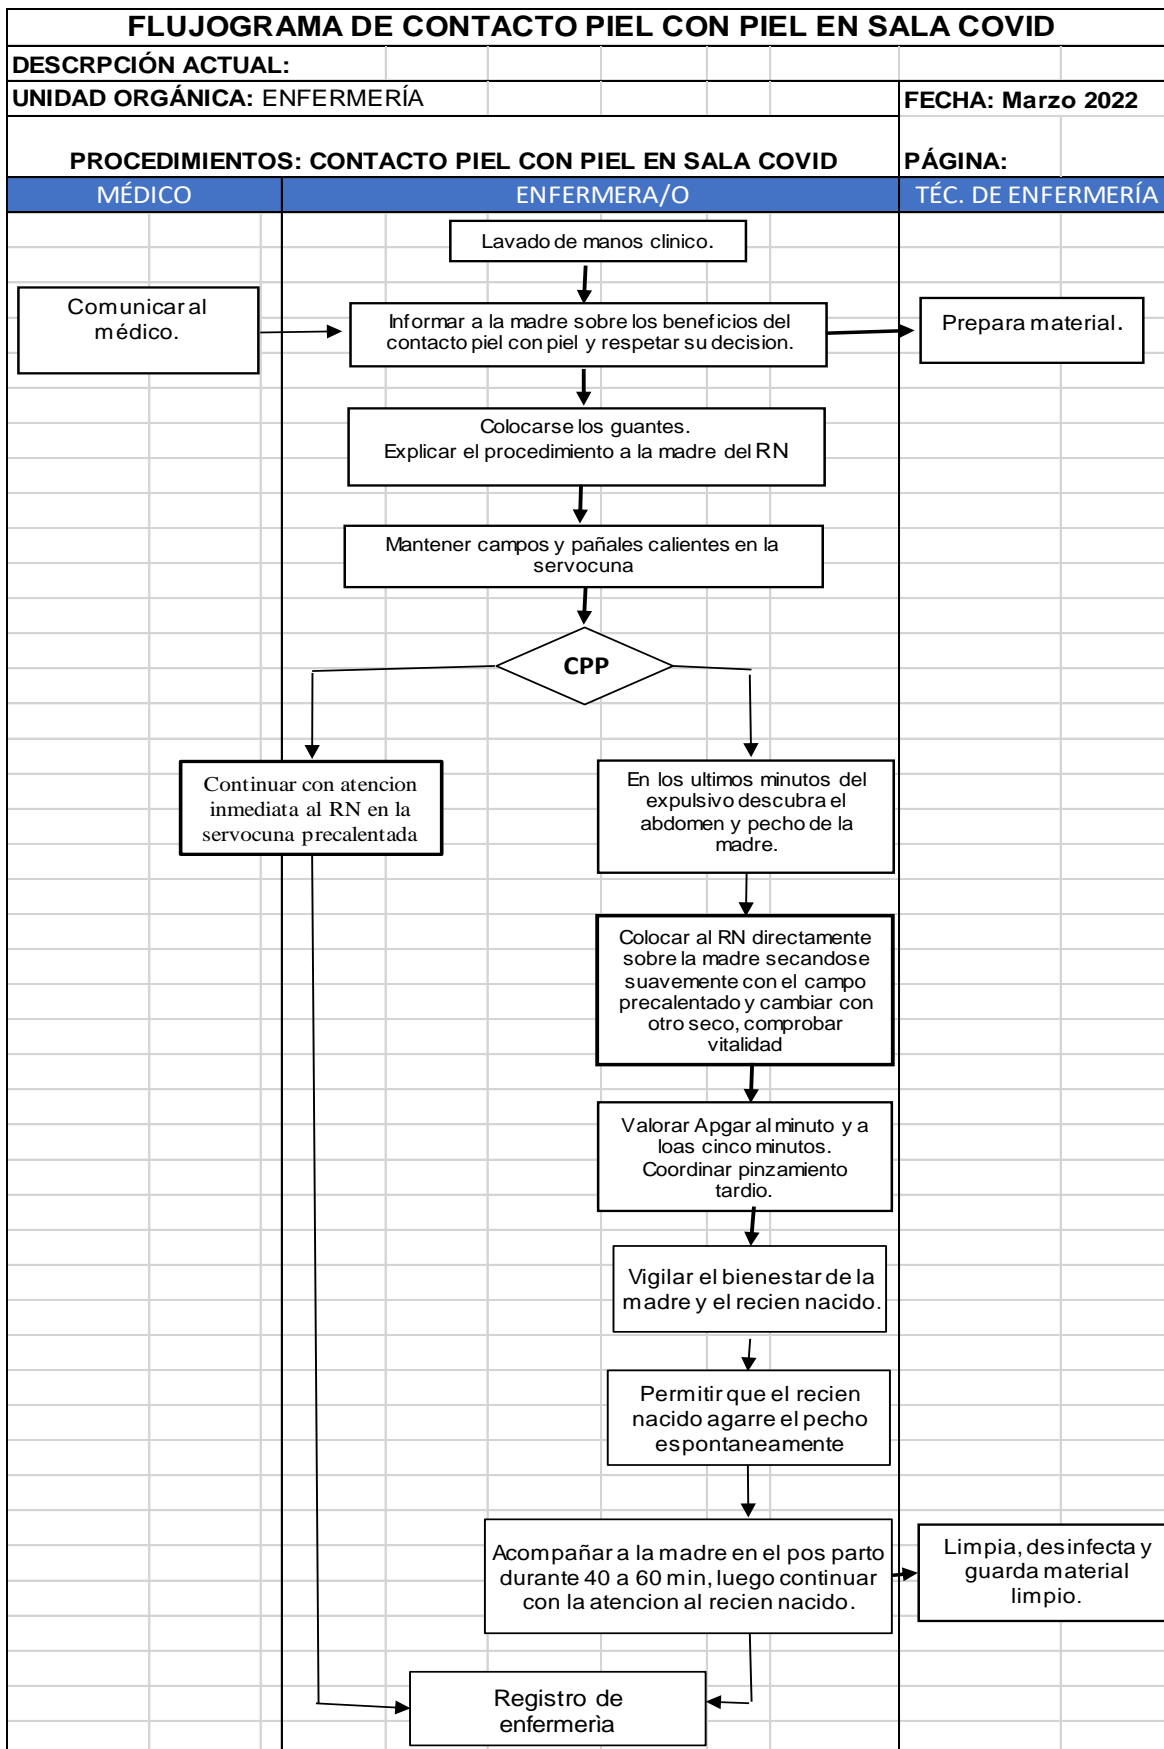 FLUJOGRAMA DE CONTACTO PIEL CON PIEL EN SALA COVID
DESCRPCIÓN ACTUAL:
UNIDAD ORGÁNICA: ENFERMERÍA
FECHA: Marzo 2022
PROCEDIMIENTOS: CONTACTO PIEL CON PIEL EN SALA COVID
PÁGINA:
MÉDICO
ENFERMERA/O
TÉC. DE ENFERMERÍA
Lavado de manos clinico.
Comunicar al
médico.
Informar a la madre sobre los beneficios del
contacto piel con piel y respetar su decision.
Prepara material.
Colocarse los guantes.
Explicar el procedimiento a la madre del RN
Mantener campos y pañales calientes en la
servocuna
CPP
Continuar con atencion
inmediata al RN en la
servocuna precalentada
En los ultimos minutos del
expulsivo descubra el
abdomen y pecho de la
madre.
Colocar al RN directamente
sobre la madre secandose
suavemente con el campo
precalentado y cambiar con
otro seco, comprobar
vitalidad
Valorar Apgar al minuto y a
loas cinco minutos.
Coordinar pinzamiento
tardio.
Vigilar el bienestar de la
madre y el recien nacido.
Permitir que el recien
nacido agarre el pecho
espontaneamente
Acompañar a la madre en el pos parto
durante 40 a 60 min, luego continuar
con la atencion al recien nacido.
Limpia, desinfecta y
guarda material
limpio.
Registro de
enfermerìa